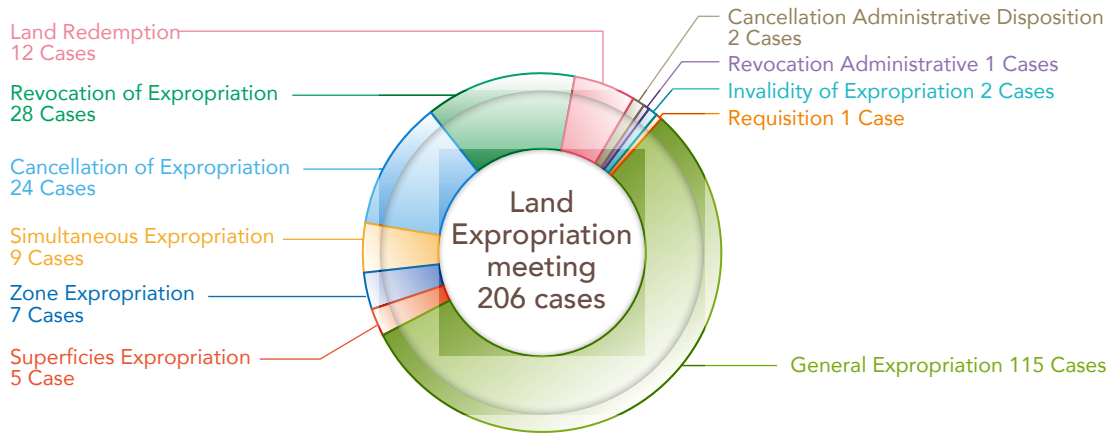 Land Redemption
12 Cases
Revocation of Expropriation
28 Cases
Cancellation of Expropriation
24 Cases
Simultaneous Expropriation
9 Cases
Zone Expropriation
7 Cases
Superficies Expropriation
5 Case
Land
Expropriation
meeting
206 cases
Cancellation Administrative Disposition
2 Cases
Revocation Administrative 1 Cases
Invalidity of Expropriation 2 Cases
Requisition 1 Case
General Expropriation 115 Cases